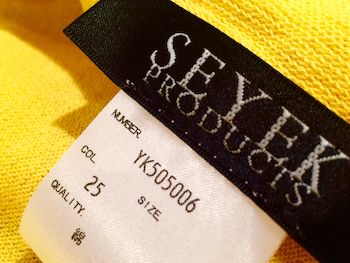 SEYEK
PRODUCTS
NUMBER.
YK505006
COL
SIZE
25
QUALITY.
綿